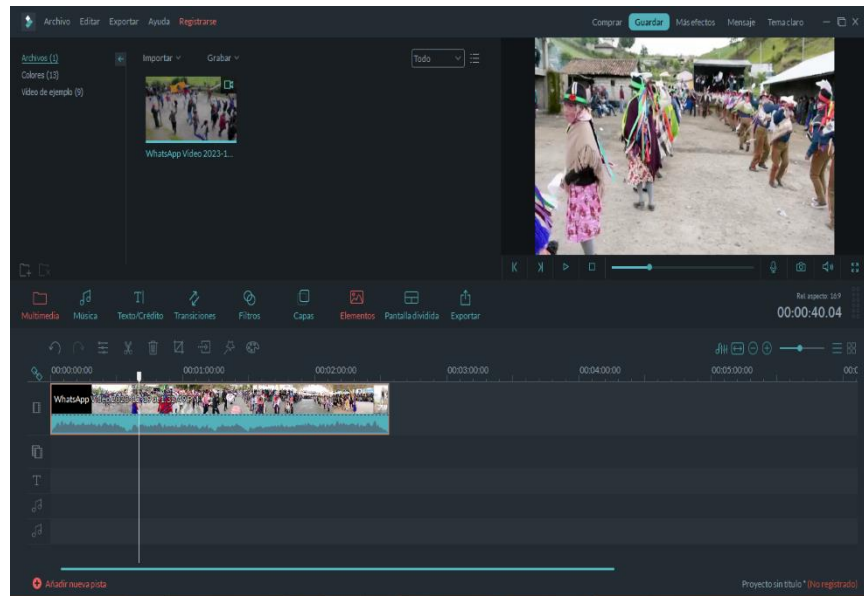 Archivo Editar Exportar Ayuda Registrarse
Comprar Guardar Más efectos Mensaje Tema claro
Archivos (1)
Colores (13)
Vídeo de ejemplo (9)
Importar Grabar Todo
WhatsApp Video 2023-1...
Multimedia Música Texto/Crédito Transiciones Filtros Capas Elementos Pantalla dividida Exportar
Rel. aspecto: 16:9
00:00:40.04
00:00:00:00 00:01:00:00 00:02:00:00 00:03:00:00 00:04:00:00 00:05:00:00
WhatsApp Video
Añadir nueva pista
Proyecto sin título * (No registrado)